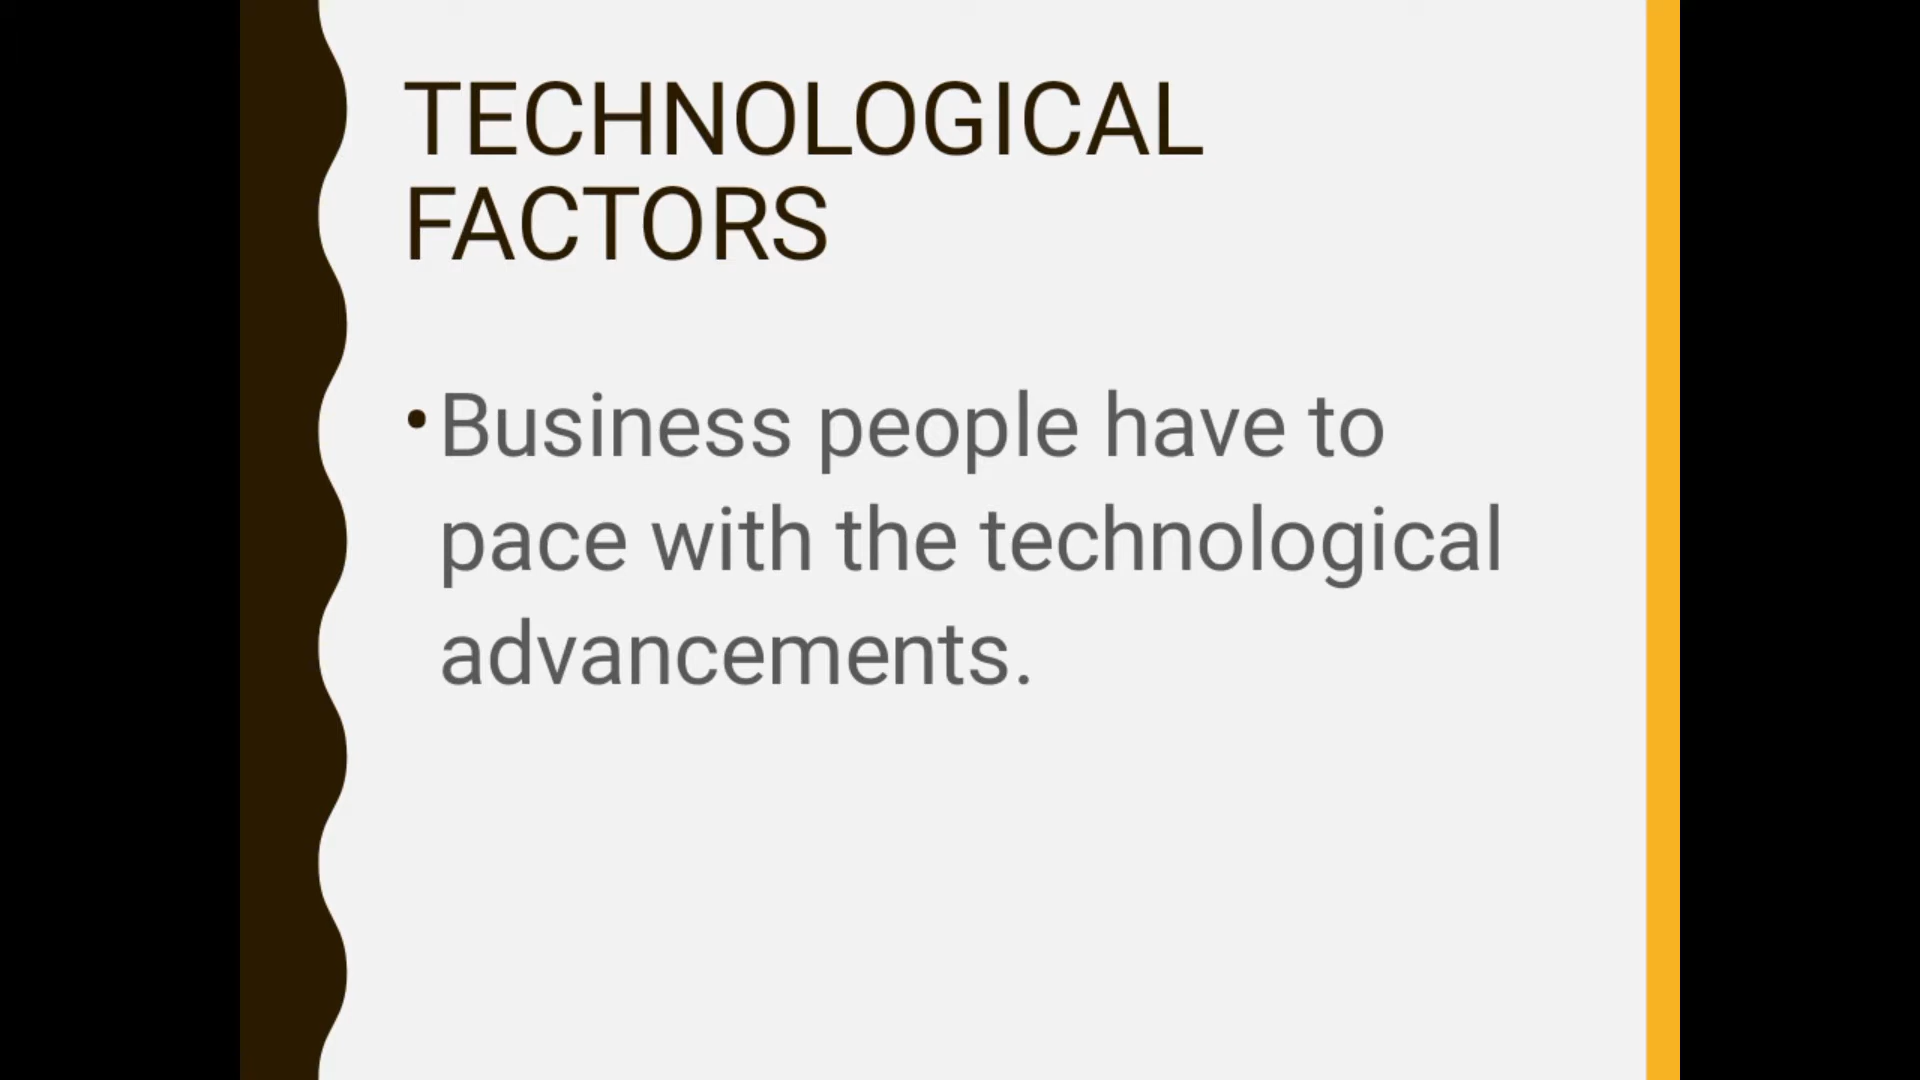 TECHNOLOGICAL
FACTORS
•Business people have to
pace with the technological
advancements.